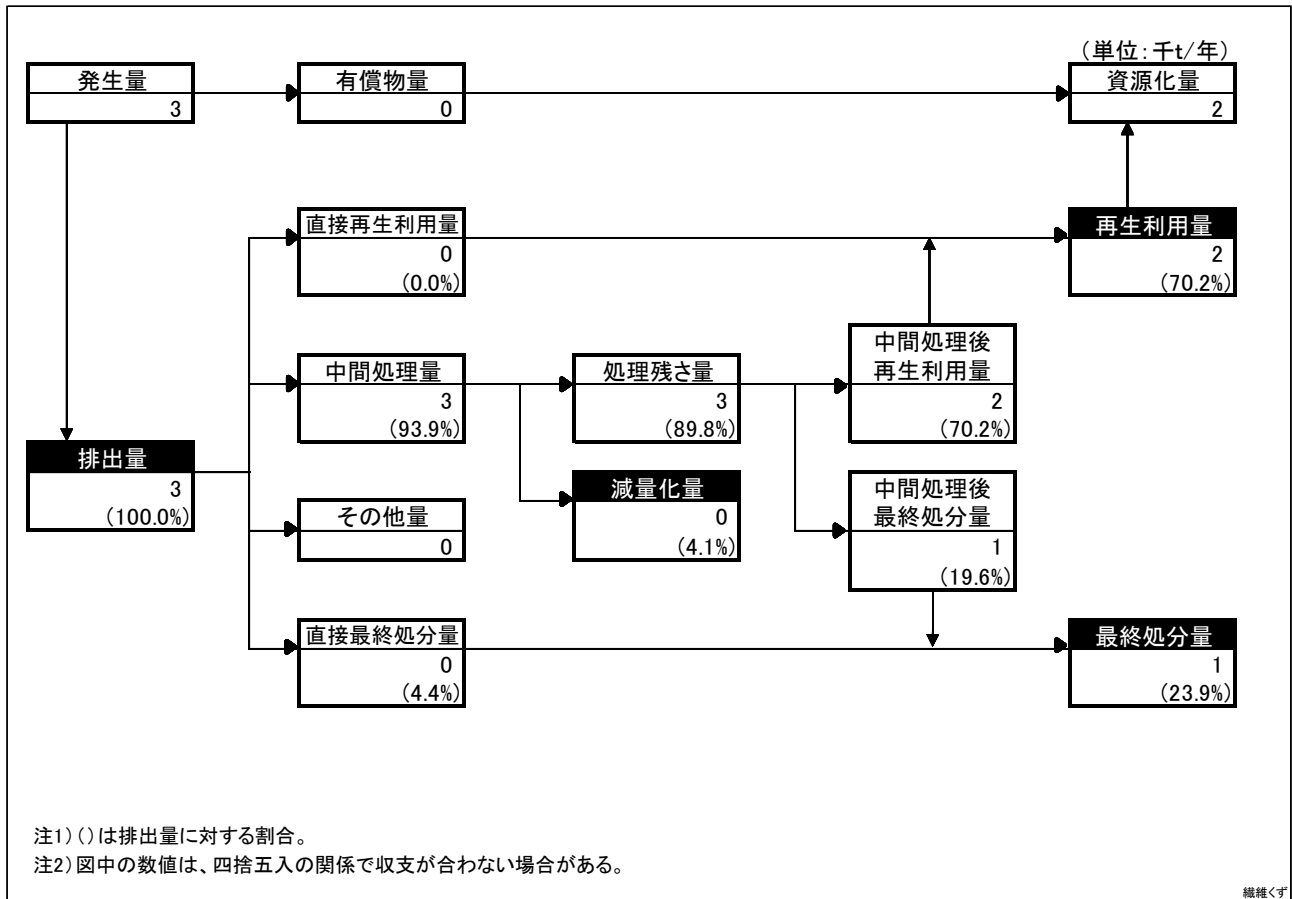 （単位：千t/年）
発生量
3
有償物量
0
資源化量
2
直接再生利用量
0
（0.0%）
再生利用量
2
（70.2%）
中間処理量
3
（93.9%）
処理残さ量
3
（89.8%）
中間処理後
再生利用量
2
（70.2%）
排出量
3
（100.0%）
減量化量
0
（4.1%）
その他量
0
中間処理後
最終処分量
1
（19.6%）
直接最終処分量
0
（4.4%）
最終処分量
1
（23.9%）
注1）（）は排出量に対する割合。
注2）図中の数値は、四捨五入の関係で収支が合わない場合がある。
繊維くず